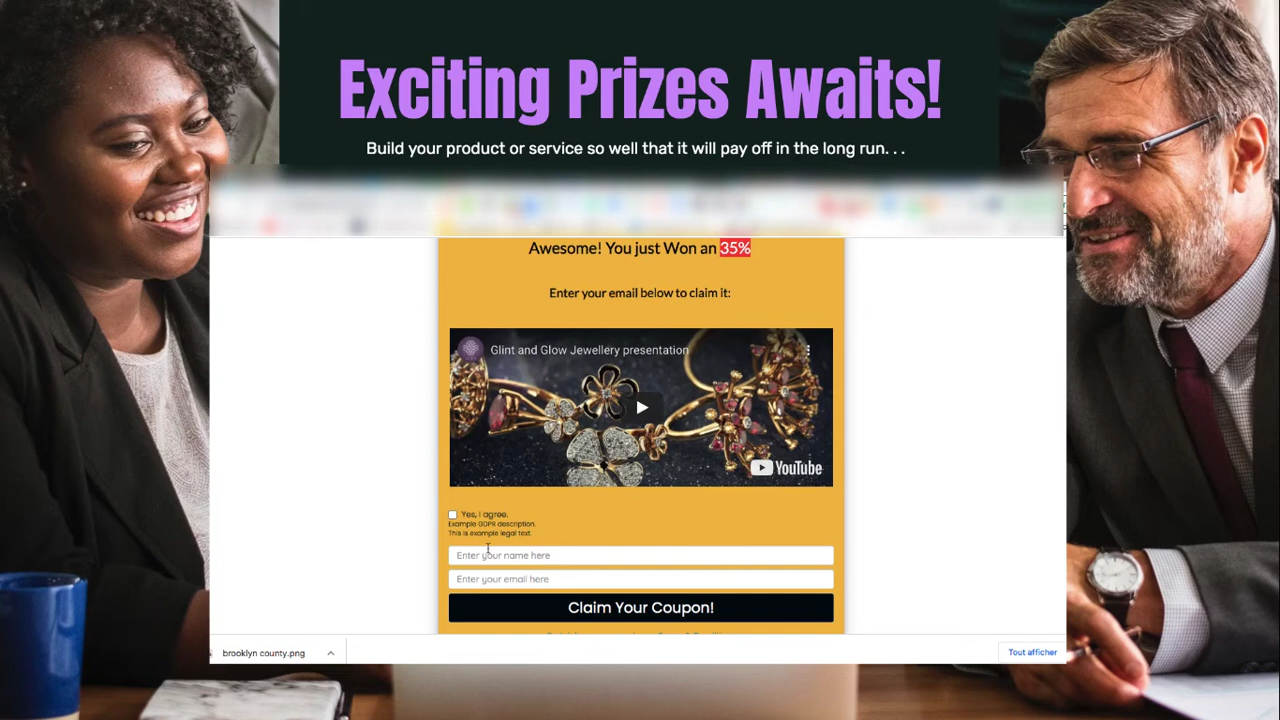 Exciting Prizes Awaits!
Build your product or service so well that it will pay off in the long run. . .
Awesome! You just Won an 35%
Enter your email below to claim it:
Glint and Glow Jewellery presentation
YouTube
Yes, I agree.
Example GDPR description.
This is example legal text.
Enter your name here
Enter your email here
Claim Your Coupon!
brooklyn county.png
Tout afficher